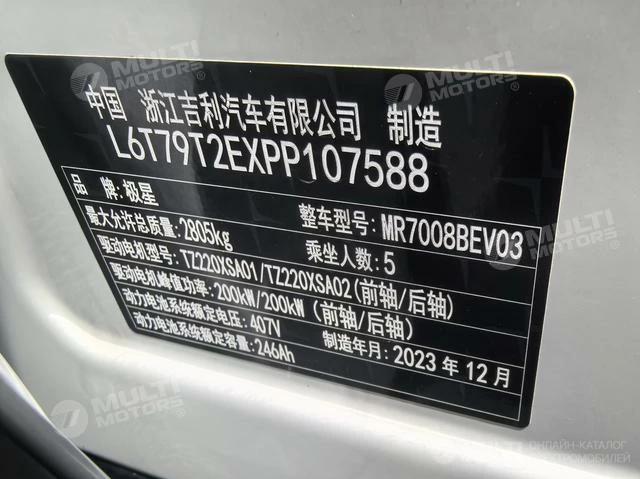 中国 浙江吉利汽车有限公司 制造
L6T79T2EXPP107588
品 牌:极星
整车型号: MR7008BEV03
最大允许总质量: 2805kg
乘坐人数: 5
驱动电机型号: TZ220XSA01/TZ220XSA02(前轴/后轴)
驱动电机峰值功率: 200kW/200kW (前轴/后轴)
动力电池系统额定电压: 407V
制造年月: 2023 年 12 月
动力电池系统额定容量: 246Ah
MULTI MOTORS
MULTI MOTORS
MULTI MOTORS
MULTI MOTORS
ОНЛАЙН-КАТАЛОГ
ЭЛЕКТРОМОБИЛЕЙ